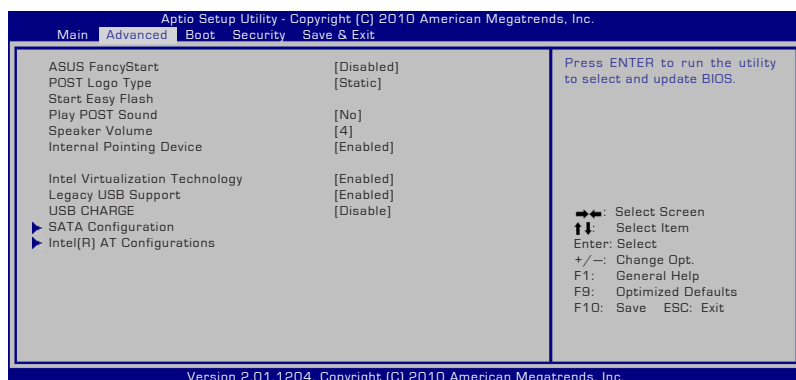 Aptio Setup Utility - Copyright (C) 2010 American Megatrends, Inc.
Main Advanced Boot Security Save & Exit
ASUS FancyStart [Disabled]
POST Logo Type [Static]
Start Easy Flash
Play POST Sound [No]
Speaker Volume [4]
Internal Pointing Device [Enabled]
Intel Virtualization Technology [Enabled]
Legacy USB Support [Enabled]
USB CHARGE [Disable]
SATA Configuration
Intel(R) AT Configurations
Press ENTER to run the utility
to select and update BIOS.
: Select Screen
: Select Item
Enter: Select
+/—: Change Opt.
F1: General Help
F9: Optimized Defaults
F10: Save ESC: Exit
Version 2.01.1204. Copyright (C) 2010 American Megatrends, Inc.